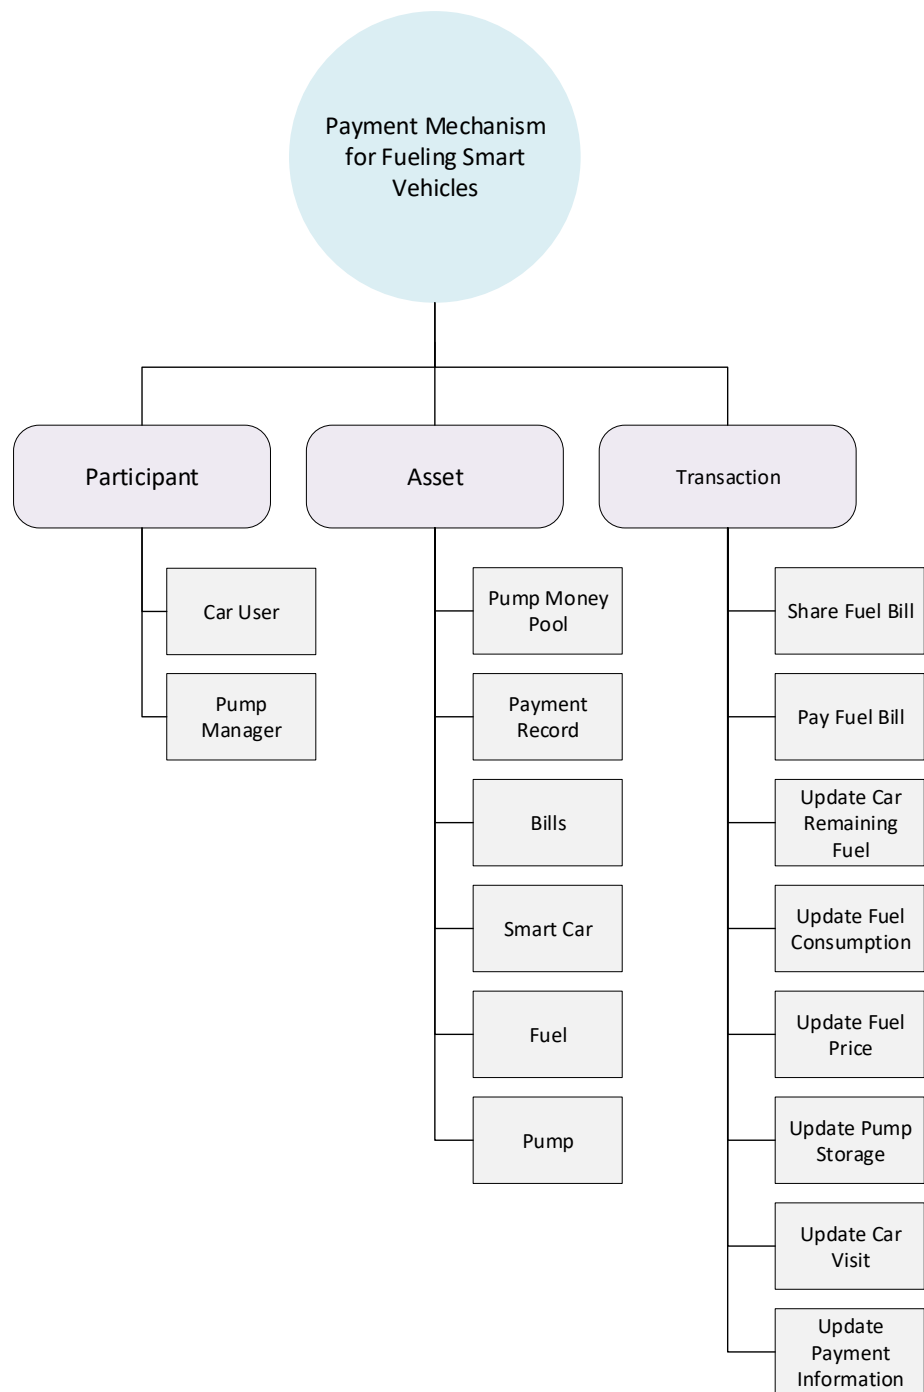 Payment Mechanism
for Fueling Smart
Vehicles
Participant
Asset
Transaction
Car User
Pump
Manager
Pump Money
Pool
Payment
Record
Bills
Smart Car
Fuel
Pump
Share Fuel Bill
Pay Fuel Bill
Update Car
Remaining
Fuel
Update Fuel
Consumption
Update Fuel
Price
Update Pump
Storage
Update Car
Visit
Update
Payment
Information